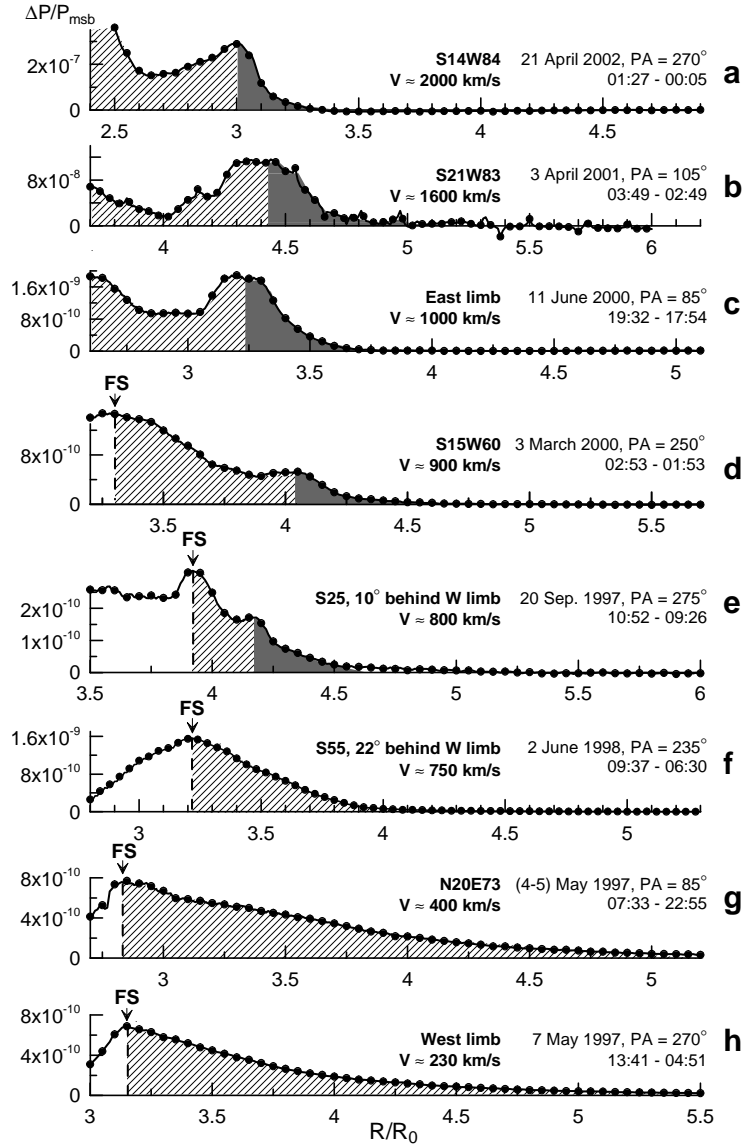 ΔP/P_msb
2x10^-7
0
S14W84 21 April 2002, PA = 270°
V ≈ 2000 km/s 01:27 - 00:05
a
2.5 3 3.5 4 4.5
8x10^-8
0
S21W83 3 April 2001, PA = 105°
V ≈ 1600 km/s 03:49 - 02:49
b
4 4.5 5 5.5 6
1.6x10^-9
8x10^-10
0
East limb 11 June 2000, PA = 85°
V ≈ 1000 km/s 19:32 - 17:54
c
3 3.5 4 4.5 5
FS
8x10^-10
0
S15W60 3 March 2000, PA = 250°
V ≈ 900 km/s 02:53 - 01:53
d
3.5 4 4.5 5 5.5
FS
2x10^-10
1x10^-10
0
S25, 10° behind W limb 20 Sep. 1997, PA = 275°
V ≈ 800 km/s 10:52 - 09:26
e
3.5 4 4.5 5 5.5 6
FS
1.6x10^-9
8x10^-10
0
S55, 22° behind W limb 2 June 1998, PA = 235°
V ≈ 750 km/s 09:37 - 06:30
f
3 3.5 4 4.5 5
FS
8x10^-10
4x10^-10
0
N20E73 (4-5) May 1997, PA = 85°
V ≈ 400 km/s 07:33 - 22:55
g
3 3.5 4 4.5 5
FS
8x10^-10
4x10^-10
0
West limb 7 May 1997, PA = 270°
V ≈ 230 km/s 13:41 - 04:51
h
3 3.5 4 4.5 5 5.5
R/R_0